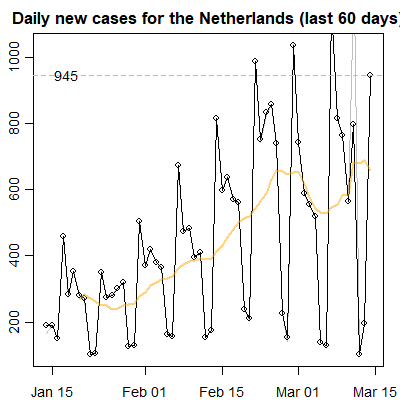 Daily new cases for the Netherlands (last 60 days)
1000
800
600
400
200
945
Jan 15
Feb 01
Feb 15
Mar 01
Mar 15